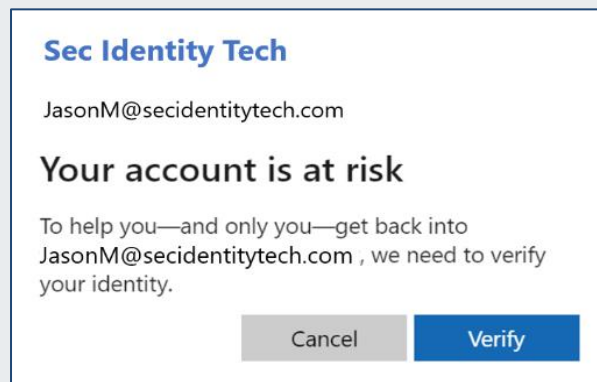 Sec Identity Tech
JasonM@secidentitytech.com
Your account is at risk
To help you—and only you—get back into
JasonM@secidentitytech.com , we need to verify
your identity.
Cancel
Verify